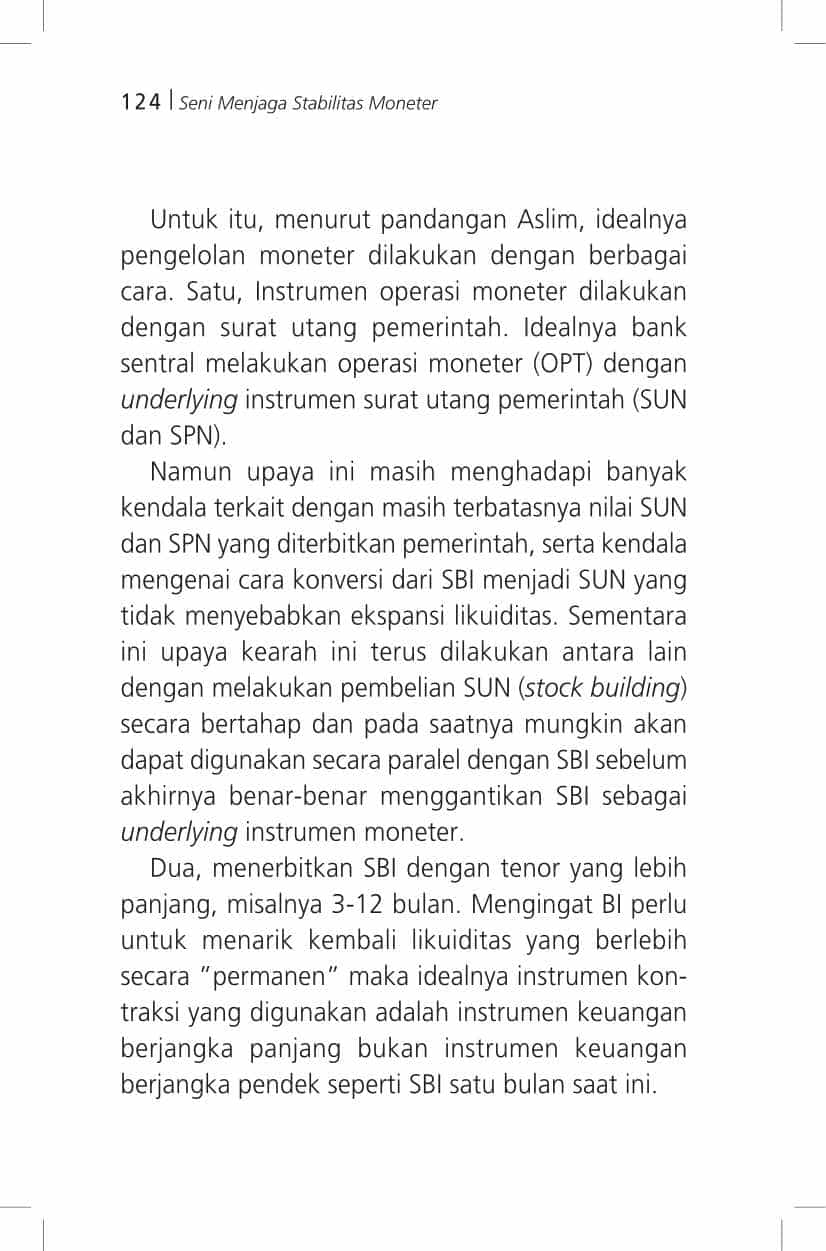 124 | Seni Menjaga Stabilitas Moneter
Untuk itu, menurut pandangan Aslim, idealnya
pengelolan moneter dilakukan dengan berbagai
cara. Satu, Instrumen operasi moneter dilakukan
dengan surat utang pemerintah. Idealnya bank
sentral melakukan operasi moneter (OPT) dengan
underlying instrumen surat utang pemerintah (SUN
dan SPN).
Namun upaya ini masih menghadapi banyak
kendala terkait dengan masih terbatasnya nilai SUN
dan SPN yang diterbitkan pemerintah, serta kendala
mengenai cara konversi dari SBI menjadi SUN yang
tidak menyebabkan ekspansi likuiditas. Sementara
ini upaya kearah ini terus dilakukan antara lain
dengan melakukan pembelian SUN (stock building)
secara bertahap dan pada saatnya mungkin akan
dapat digunakan secara paralel dengan SBI sebelum
akhirnya benar-benar menggantikan SBI sebagai
underlying instrumen moneter.
Dua, menerbitkan SBI dengan tenor yang lebih
panjang, misalnya 3-12 bulan. Mengingat BI perlu
untuk menarik kembali likuiditas yang berlebih
secara ”permanen” maka idealnya instrumen kon-
traksi yang digunakan adalah instrumen keuangan
berjangka panjang bukan instrumen keuangan
berjangka pendek seperti SBI satu bulan saat ini.